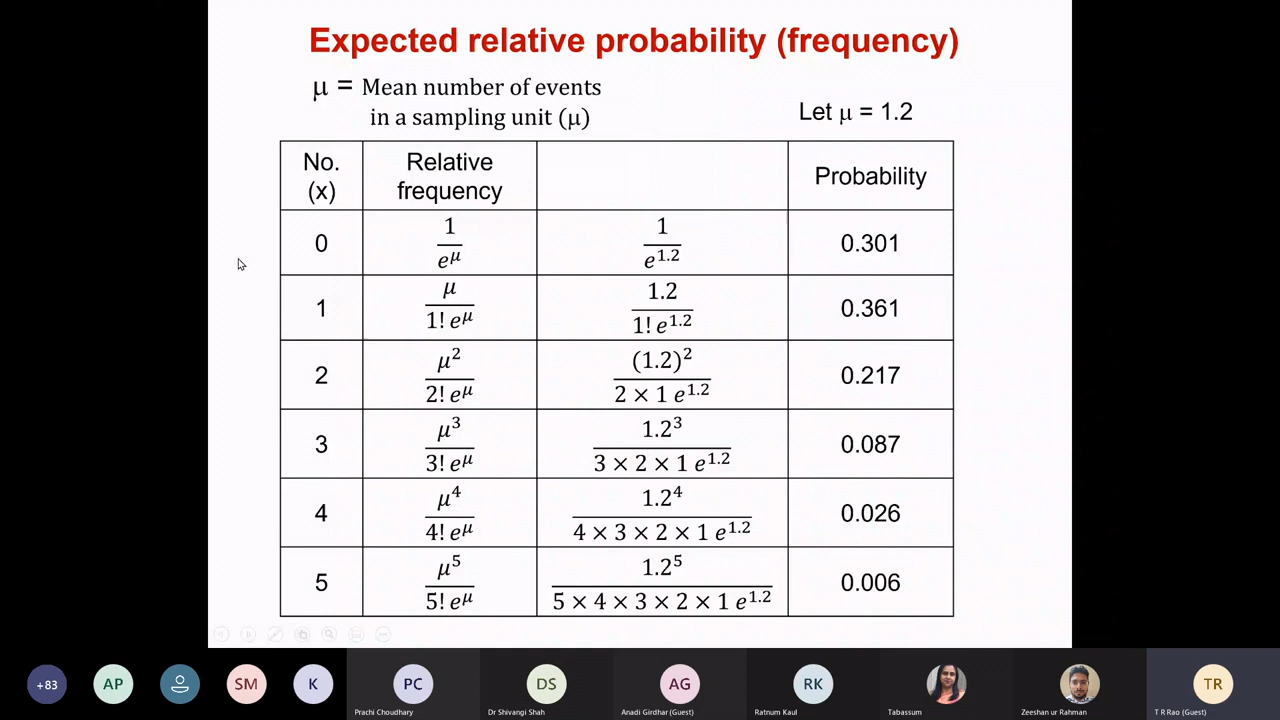 Expected relative probability (frequency)
μ = Mean number of events
in a sampling unit (μ)
Let μ = 1.2
No. (x) Relative frequency Probability
0 1/e^μ 1/e^1.2 0.301
1 μ/1! e^μ 1.2/1! e^1.2 0.361
2 μ^2/2! e^μ (1.2)^2/2 × 1 e^1.2 0.217
3 μ^3/3! e^μ 1.2^3/3 × 2 × 1 e^1.2 0.087
4 μ^4/4! e^μ 1.2^4/4 × 3 × 2 × 1 e^1.2 0.026
5 μ^5/5! e^μ 1.2^5/5 × 4 × 3 × 2 × 1 e^1.2 0.006
+83 AP SM K PC DS AG RK TR
Prachi Choudhary Dr Shivangi Shah Anadi Girdhar (Guest) Ratnum Kaul Tabassum Zeeshan ur Rahman T R Rao (Guest)